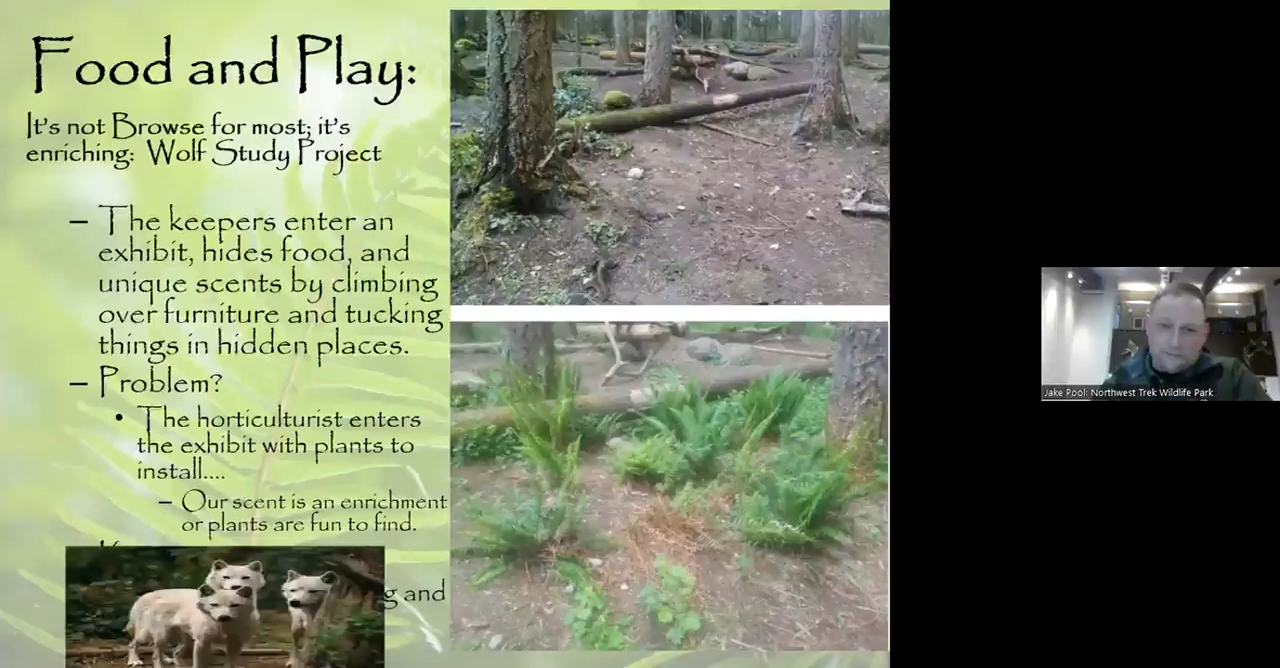 Food and Play:
It's not Browse for most; it's
enriching: Wolf Study Project
– The keepers enter an
exhibit, hides food, and
unique scents by climbing
over furniture and tucking
things in hidden places.
– Problem?
• The horticulturist enters
the exhibit with plants to
install....
– Our scent is an enrichment
or plants are fun to find.
and
Jake Pool: Northwest Trek Wildlife Park